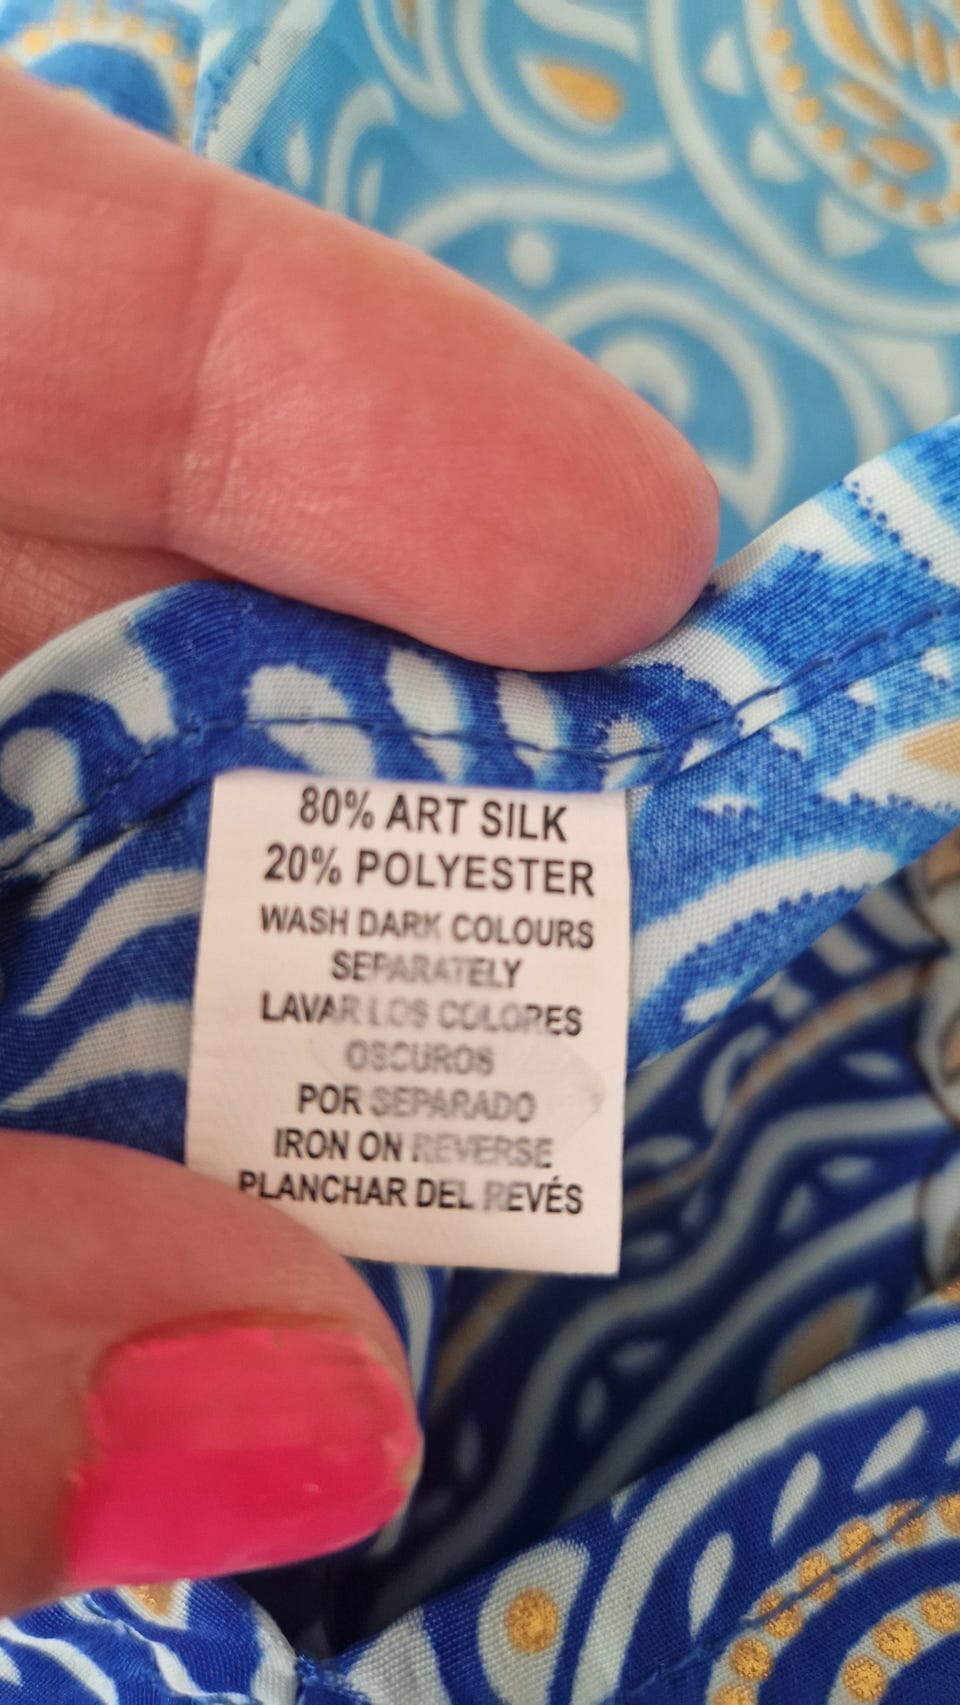 80% ART SILK
20% POLYESTER
WASH DARK COLOURS
SEPARATELY
LAVAR LOS COLORES
OSCUROS
POR SEPARADO
IRON ON REVERSE
PLANCHAR DEL REVÉS